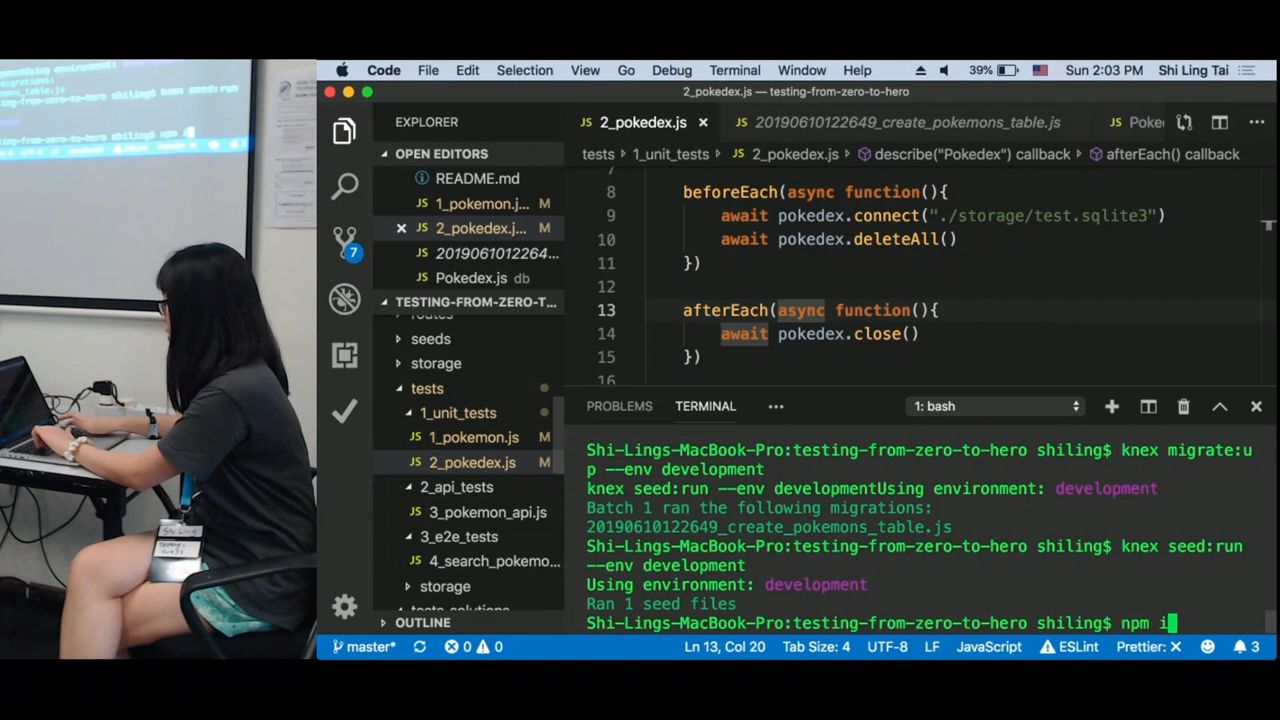 Code File Edit Selection View Go Debug Terminal Window Help 39% Sun 2:03 PM Shi Ling Tai
2_pokedex.js — testing-from-zero-to-hero
EXPLORER
OPEN EDITORS
README.md
1_pokemon.j... M
2_pokedex.j... M
2019061012264...
Pokedex.js db
TESTING-FROM-ZERO-T...
routes
seeds
storage
tests
1_unit_tests
1_pokemon.js M
2_pokedex.js M
2_api_tests
3_pokemon_api.js
3_e2e_tests
4_search_pokemo...
storage
tests_solutions
OUTLINE
7
2_pokedex.js 20190610122649_create_pokemons_table.js Poke
tests 1_unit_tests 2_pokedex.js describe("Pokedex") callback afterEach() callback
7
8 beforeEach(async function(){
9 await pokedex.connect("./storage/test.sqlite3")
10 await pokedex.deleteAll()
11 })
12
13 afterEach(async function(){
14 await pokedex.close()
15 })
16
PROBLEMS TERMINAL 1: bash
Shi-Lings-MacBook-Pro:testing-from-zero-to-hero shiling$ knex migrate:u
p --env development
knex seed:run --env developmentUsing environment: development
Batch 1 ran the following migrations:
20190610122649_create_pokemons_table.js
Shi-Lings-MacBook-Pro:testing-from-zero-to-hero shiling$ knex seed:run
--env development
Using environment: development
Ran 1 seed files
Shi-Lings-MacBook-Pro:testing-from-zero-to-hero shiling$ npm i
master* 0 0 Ln 13, Col 20 Tab Size: 4 UTF-8 LF JavaScript ESLint Prettier: 3